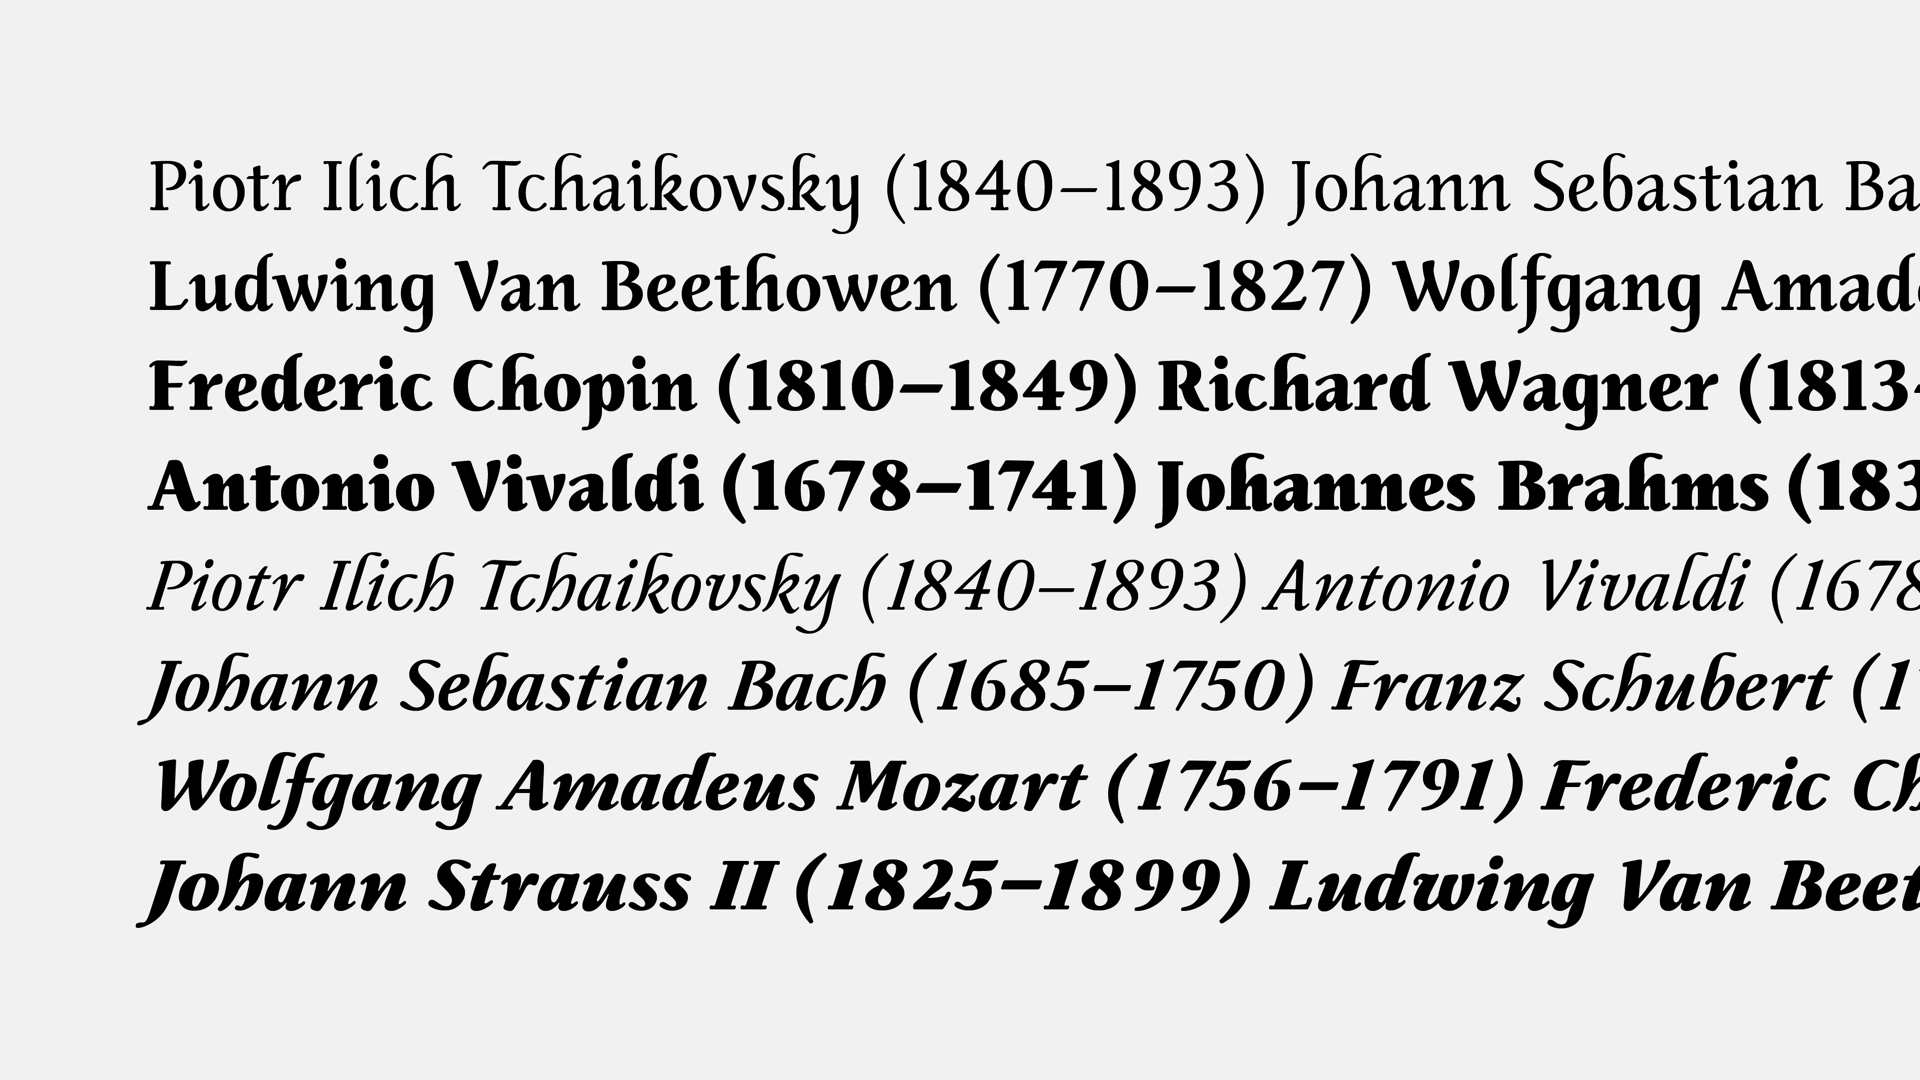 Piotr Ilich Tchaikovsky (1840–1893) Johann Sebastian Ba
Ludwing Van Beethowen (1770–1827) Wolfgang Amad
Frederic Chopin (1810–1849) Richard Wagner (1813
Antonio Vivaldi (1678–1741) Johannes Brahms (183
Piotr Ilich Tchaikovsky (1840–1893) Antonio Vivaldi (1678
Johann Sebastian Bach (1685–1750) Franz Schubert (1
Wolfgang Amadeus Mozart (1756–1791) Frederic Ch
Johann Strauss II (1825–1899) Ludwing Van Beet